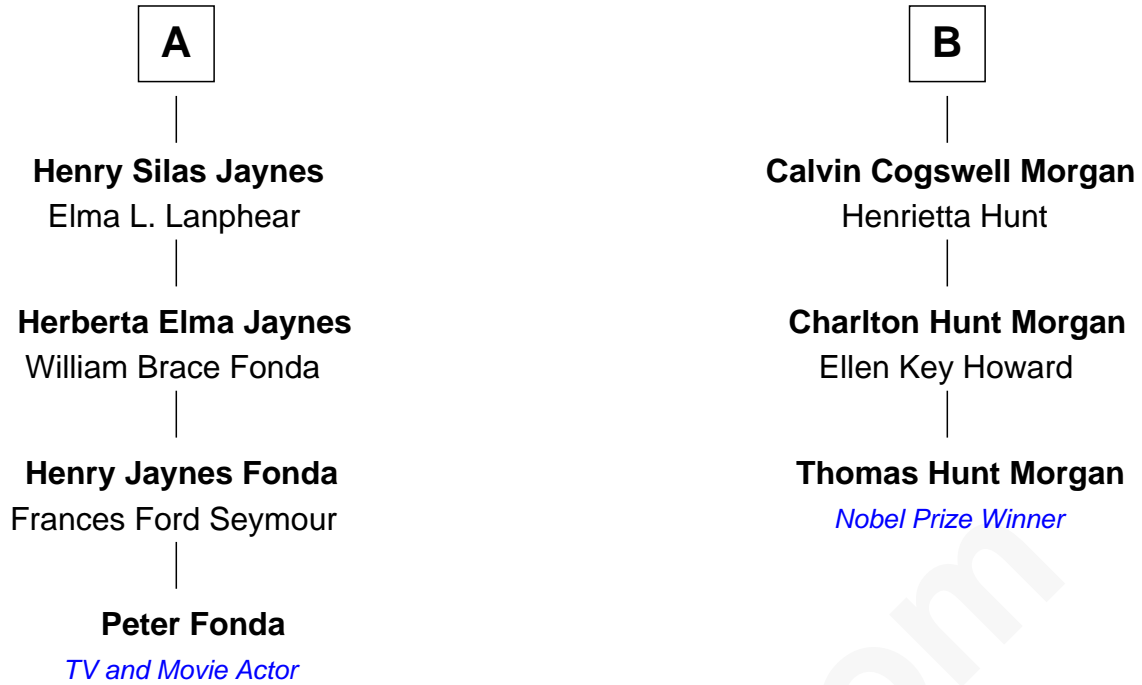 A
Henry Silas Jaynes
Elma L. Lanphear
Herberta Elma Jaynes
William Brace Fonda
Henry Jaynes Fonda
Frances Ford Seymour
Peter Fonda
TV and Movie Actor
B
Calvin Cogswell Morgan
Henrietta Hunt
Charlton Hunt Morgan
Ellen Key Howard
Thomas Hunt Morgan
Nobel Prize Winner
om